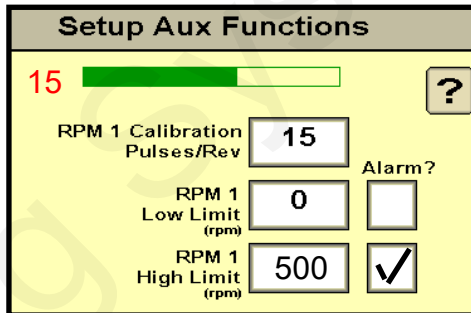 Setup Aux Functions
15
?
RPM 1 Calibration
Pulses/Rev
15
Alarm?
RPM 1
Low Limit
(rpm)
0
RPM 1
High Limit
(rpm)
500